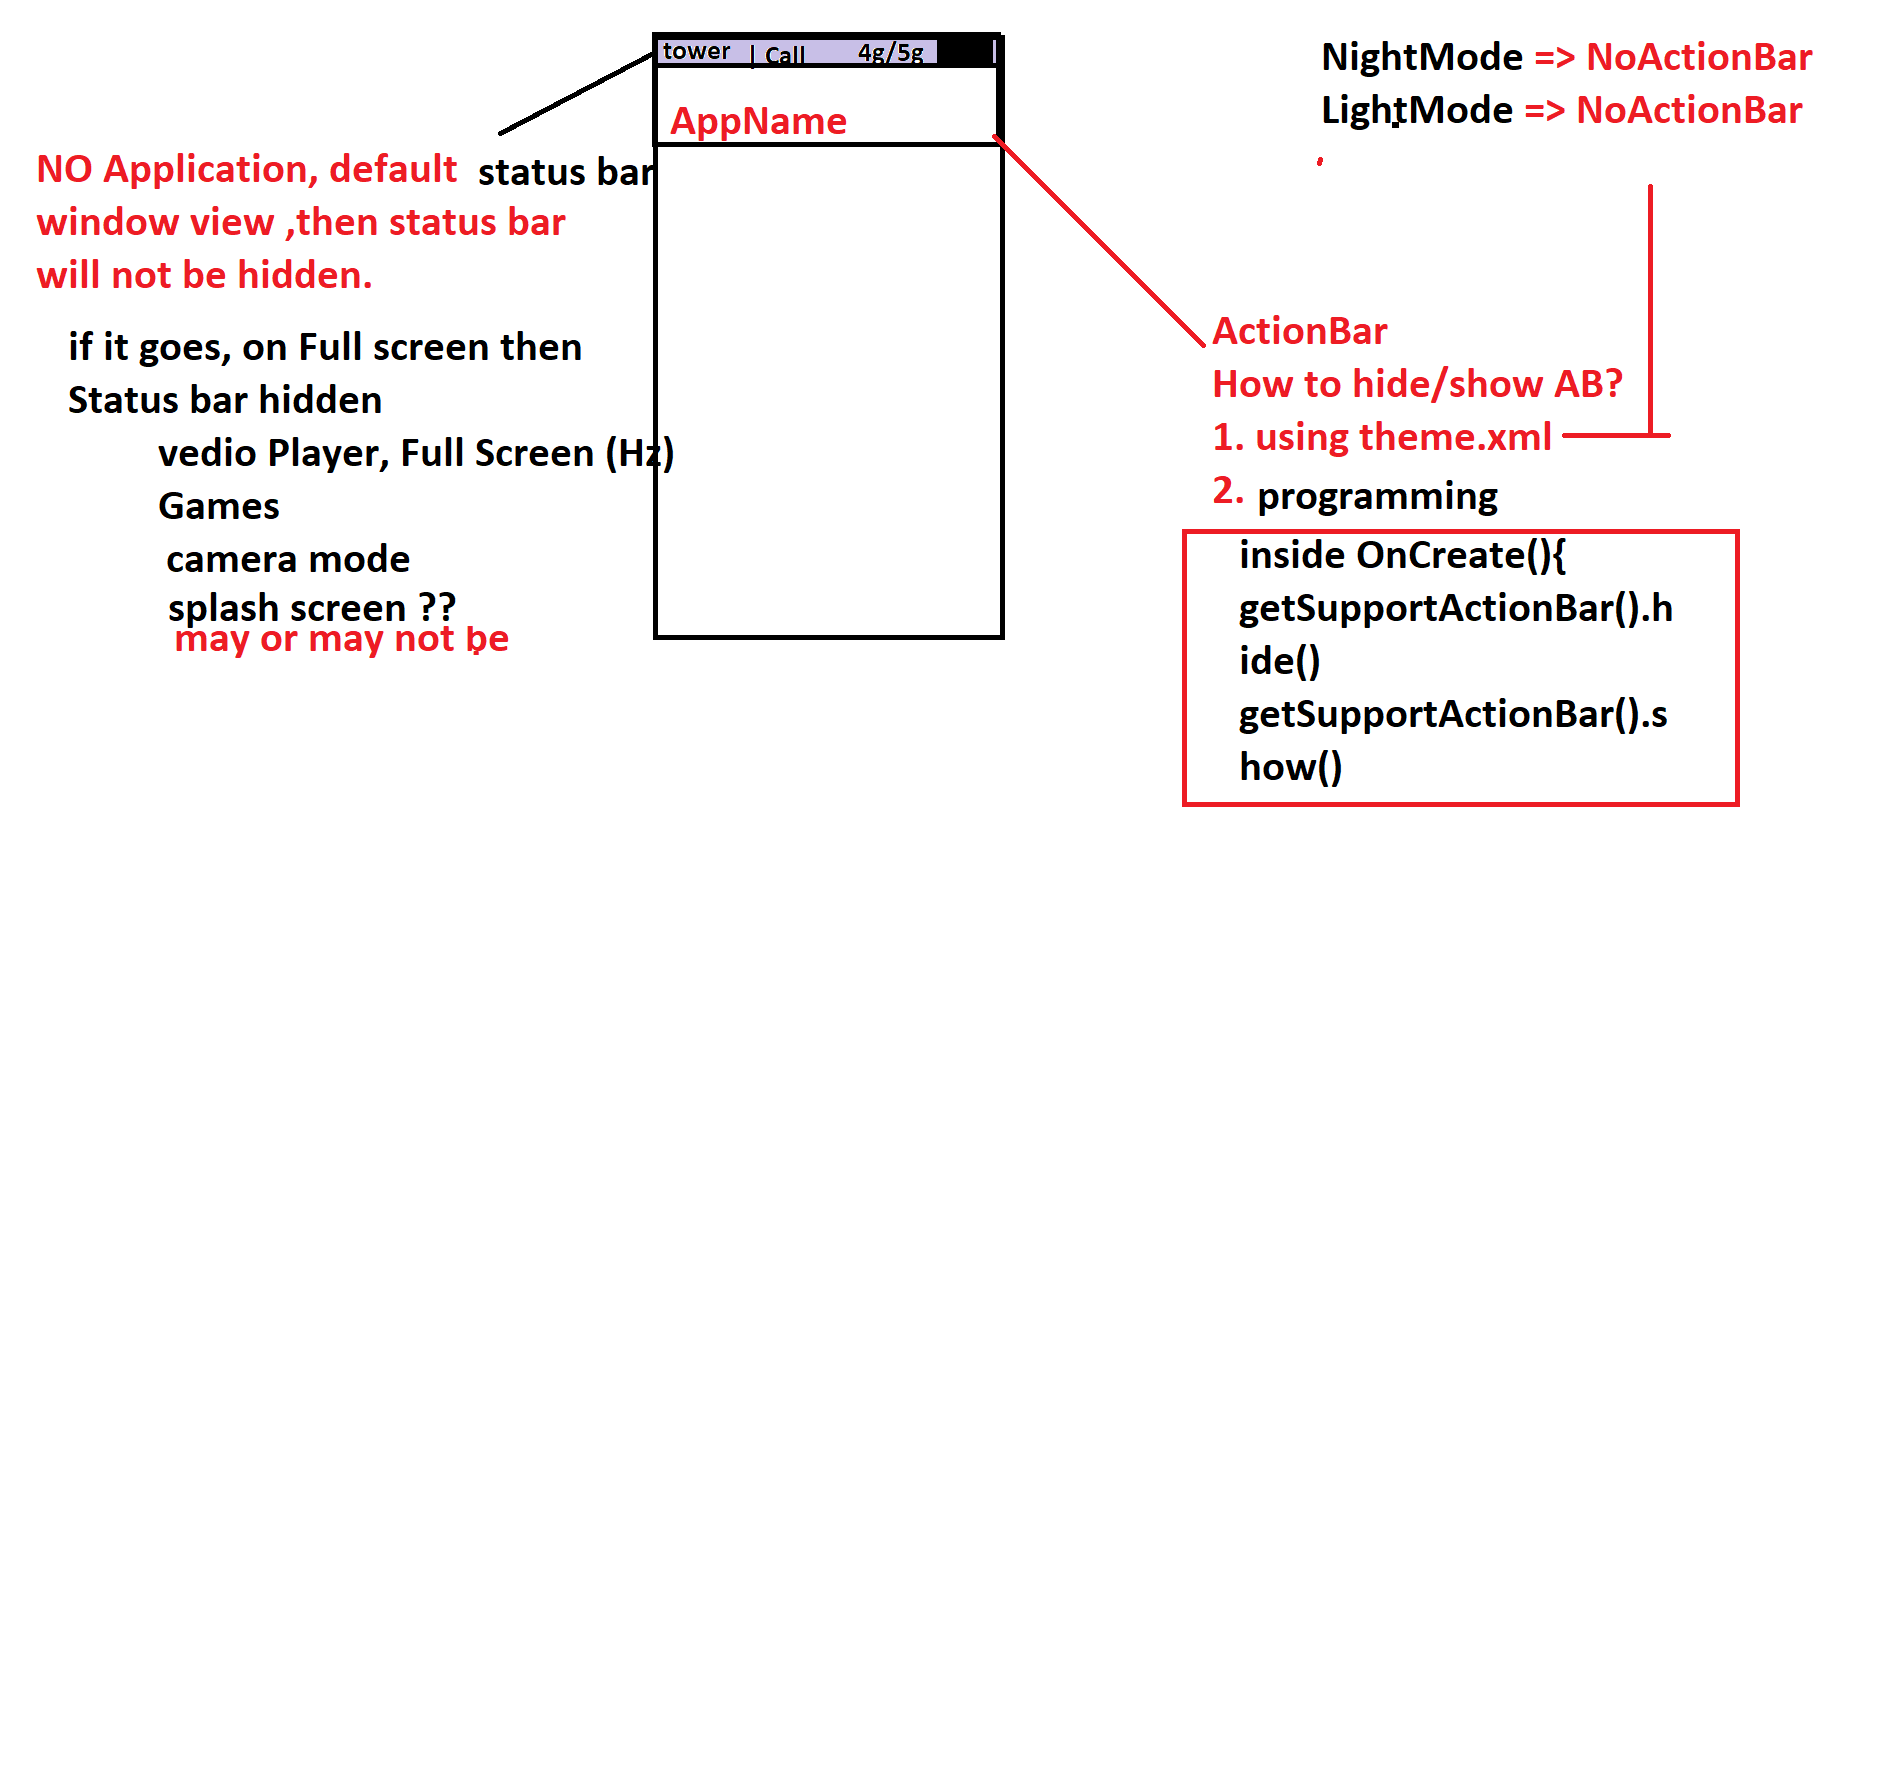 tower | Call 4g/5g
AppName
NightMode => NoActionBar
LightMode => NoActionBar
NO Application, default status bar
window view ,then status bar
will not be hidden.
if it goes, on Full screen then
Status bar hidden
vedio Player, Full Screen (Hz)
Games
camera mode
splash screen ??
may or may not be
ActionBar
How to hide/show AB?
1. using theme.xml
2. programming
inside OnCreate(){
getSupportActionBar().h
ide()
getSupportActionBar().s
how()